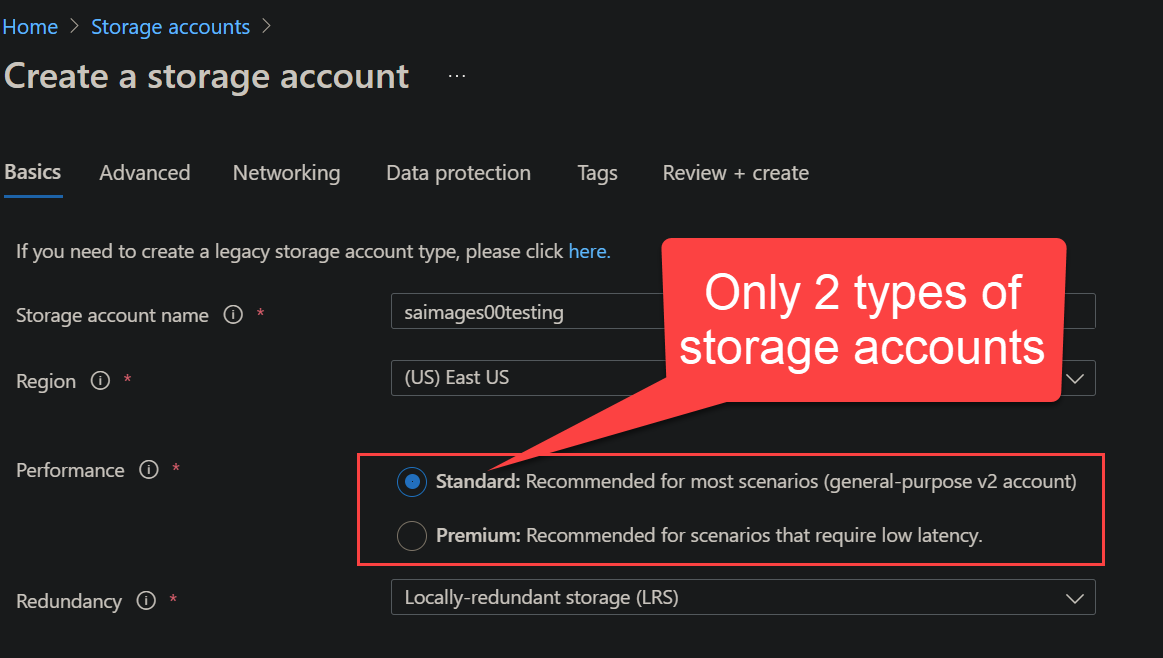 Home > Storage accounts >
Create a storage account ...
Basics Advanced Networking Data protection Tags Review + create
If you need to create a legacy storage account type, please click here.
Only 2 types of
storage accounts
Storage account name * saimages00testing
Region * (US) East US
Performance * Standard: Recommended for most scenarios (general-purpose v2 account)
Premium: Recommended for scenarios that require low latency.
Redundancy * Locally-redundant storage (LRS)